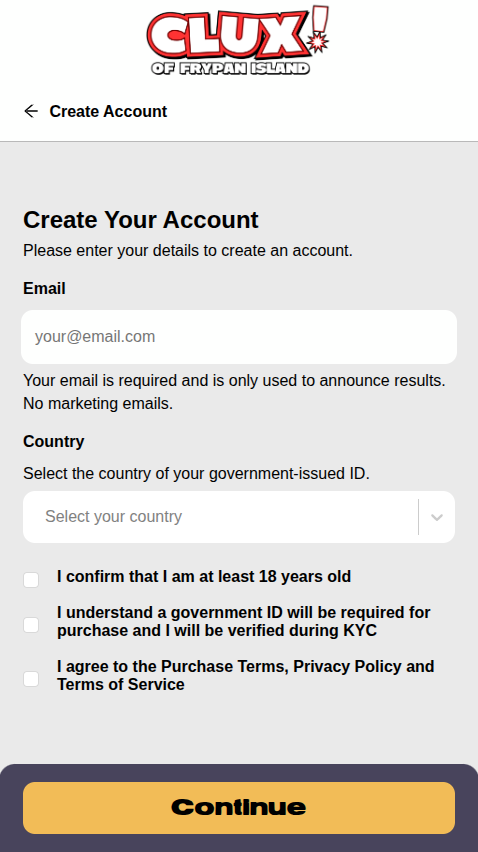 CLUX!
OF FRYPAN ISLAND
Create Account
Create Your Account
Please enter your details to create an account.
Email
your@email.com
Your email is required and is only used to announce results.
No marketing emails.
Country
Select the country of your government-issued ID.
Select your country
I confirm that I am at least 18 years old
I understand a government ID will be required for
purchase and I will be verified during KYC
I agree to the Purchase Terms, Privacy Policy and
Terms of Service
Continue